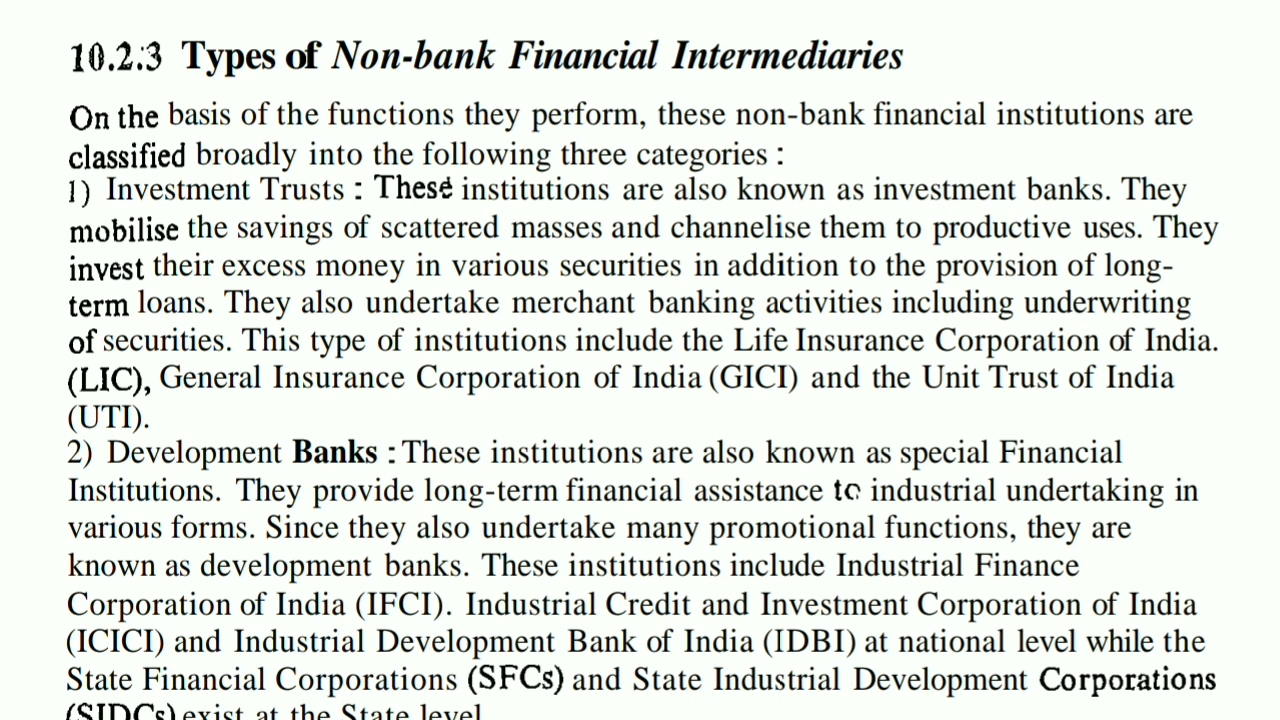 10.2.3 Types of Non-bank Financial Intermediaries
On the basis of the functions they perform, these non-bank financial institutions are
classified broadly into the following three categories :
1) Investment Trusts : These institutions are also known as investment banks. They
mobilise the savings of scattered masses and channelise them to productive uses. They
invest their excess money in various securities in addition to the provision of long-
term loans. They also undertake merchant banking activities including underwriting
of securities. This type of institutions include the Life Insurance Corporation of India.
(LIC), General Insurance Corporation of India (GICI) and the Unit Trust of India
(UTI).
2) Development Banks : These institutions are also known as special Financial
Institutions. They provide long-term financial assistance to industrial undertaking in
various forms. Since they also undertake many promotional functions, they are
known as development banks. These institutions include Industrial Finance
Corporation of India (IFCI). Industrial Credit and Investment Corporation of India
(ICICI) and Industrial Development Bank of India (IDBI) at national level while the
State Financial Corporations (SFCs) and State Industrial Development Corporations
(SIDCs) exist at the State level